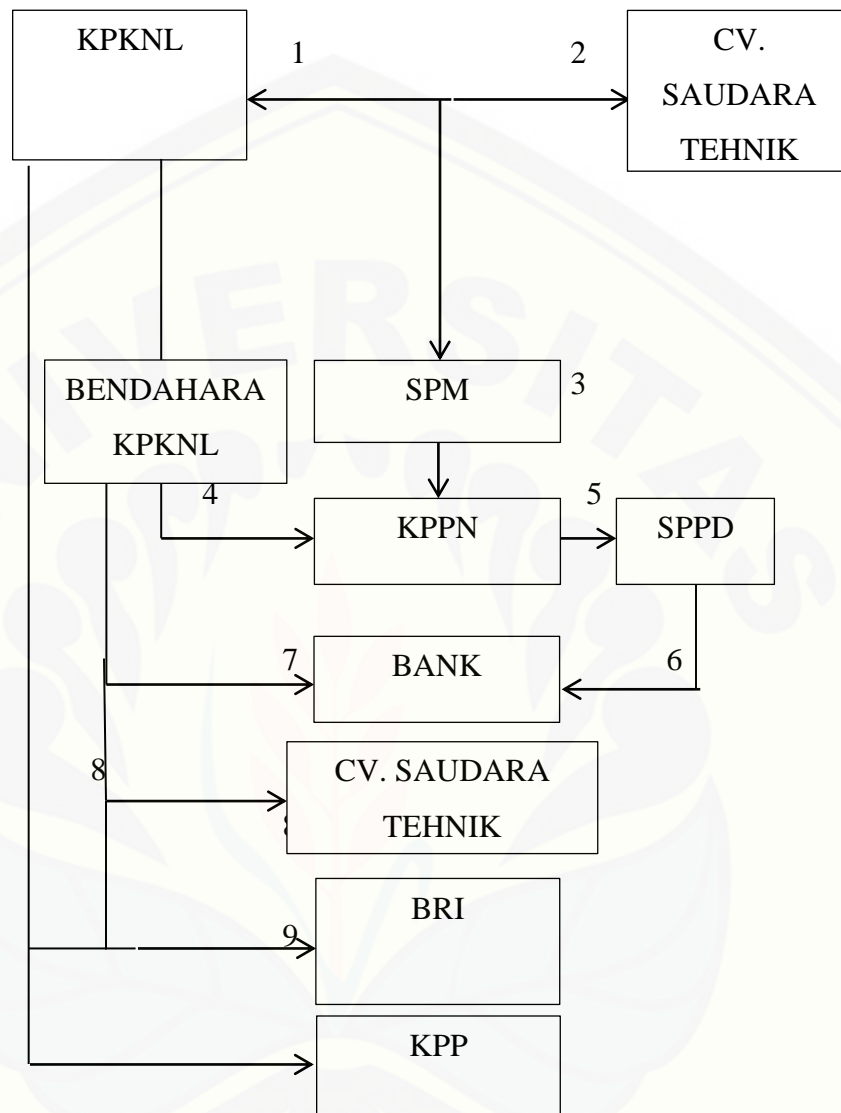 KPKNL
1
2
CV.
SAUDARA
TEHNIK
BENDAHARA
KPKNL
SPM
3
4
KPPN
5
SPPD
7
BANK
6
8
CV. SAUDARA
TEHNIK
BRI
9
KPP
UNIVERSITAS